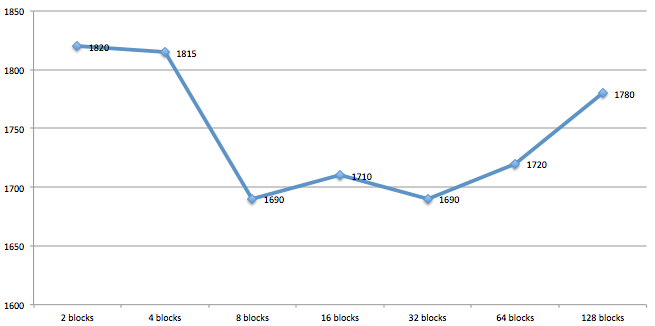 1850
1800
1750
1700
1650
1600
1820
1815
1690
1710
1690
1720
1780
2 blocks
4 blocks
8 blocks
16 blocks
32 blocks
64 blocks
128 blocks